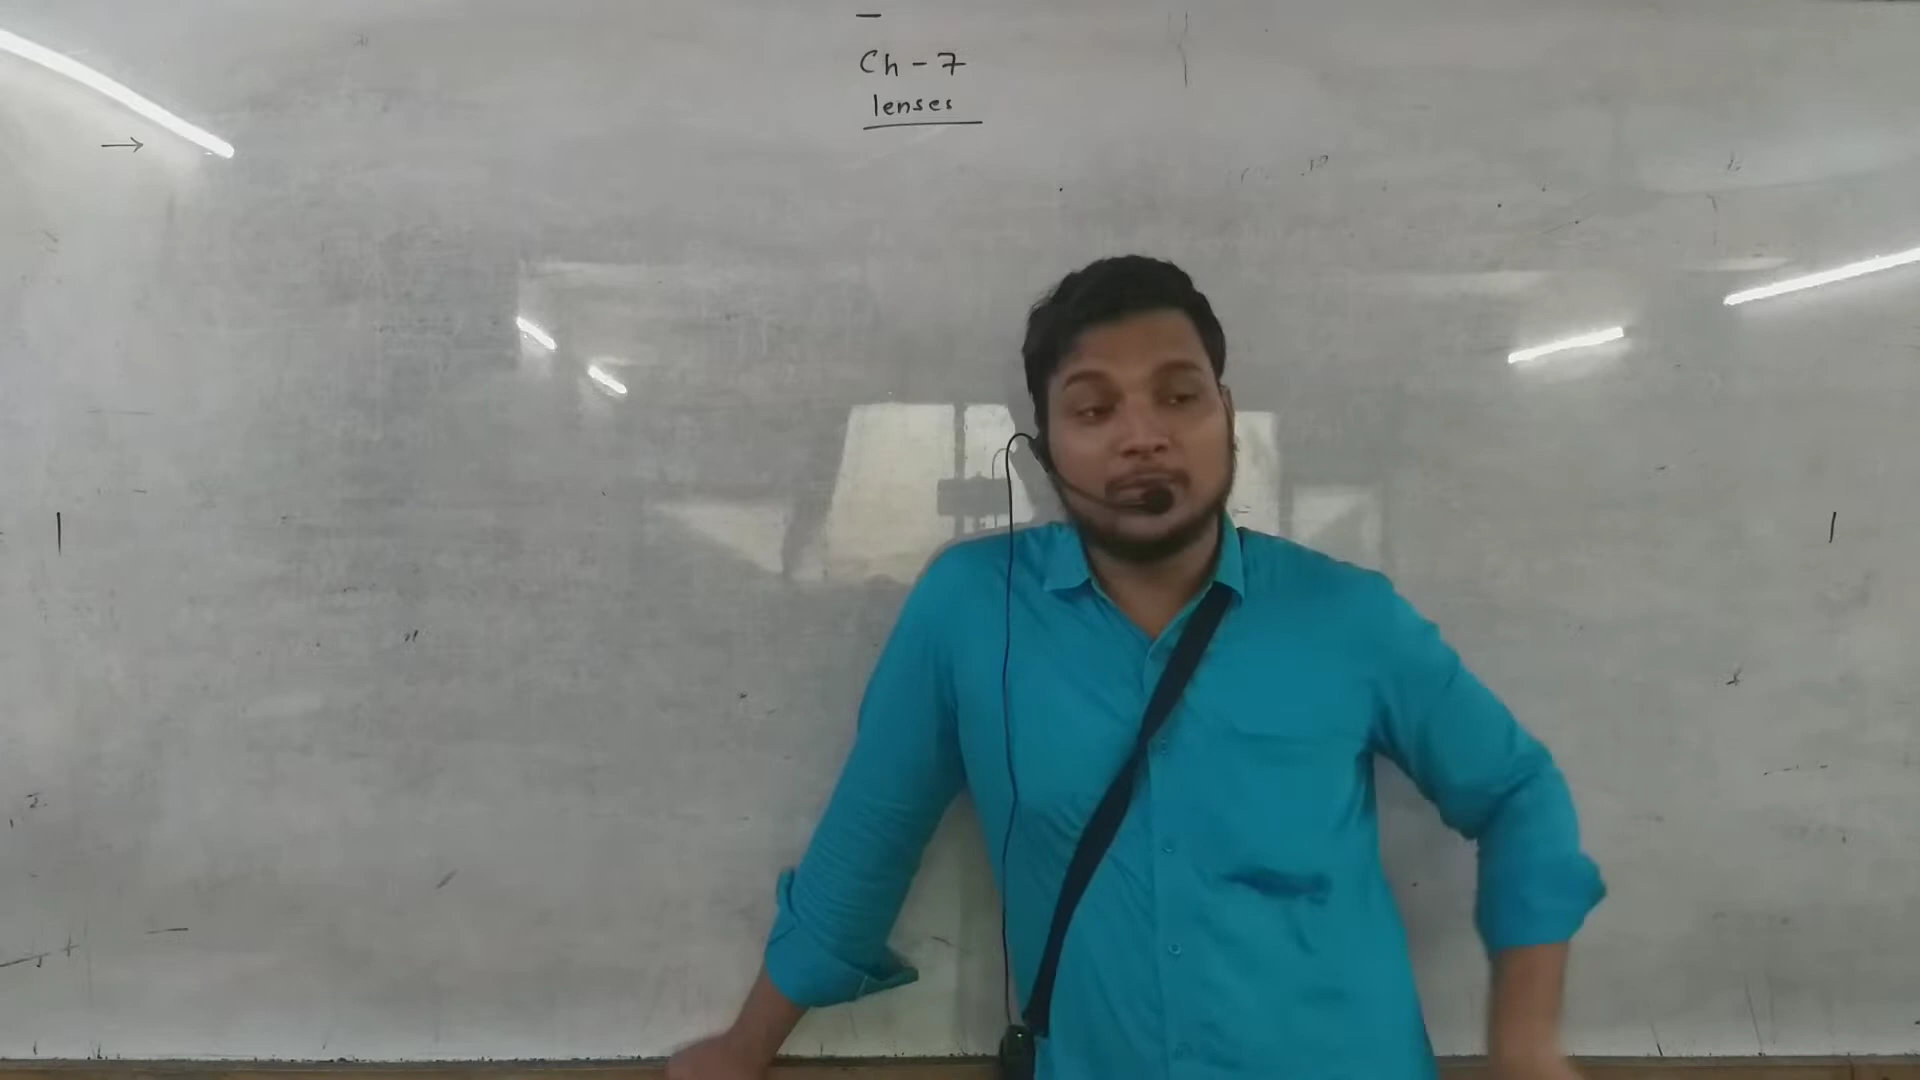 Ch - 7
lenses
→